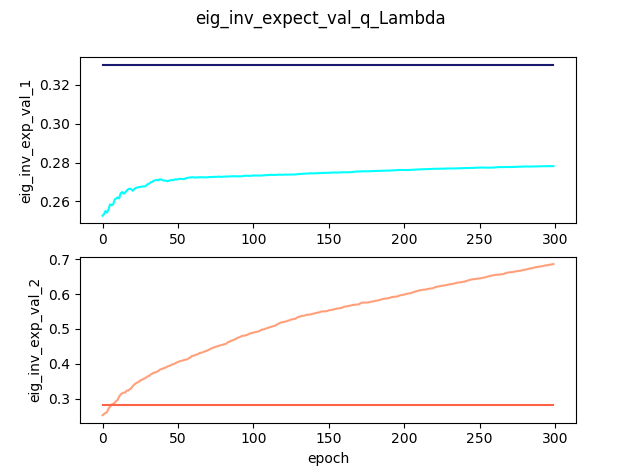 eig_inv_expect_val_q_Lambda
eig_inv_exp_val_1
0.32
0.30
0.28
0.26
0 50 100 150 200 250 300
eig_inv_exp_val_2
0.7
0.6
0.5
0.4
0.3
0 50 100 150 200 250 300
epoch